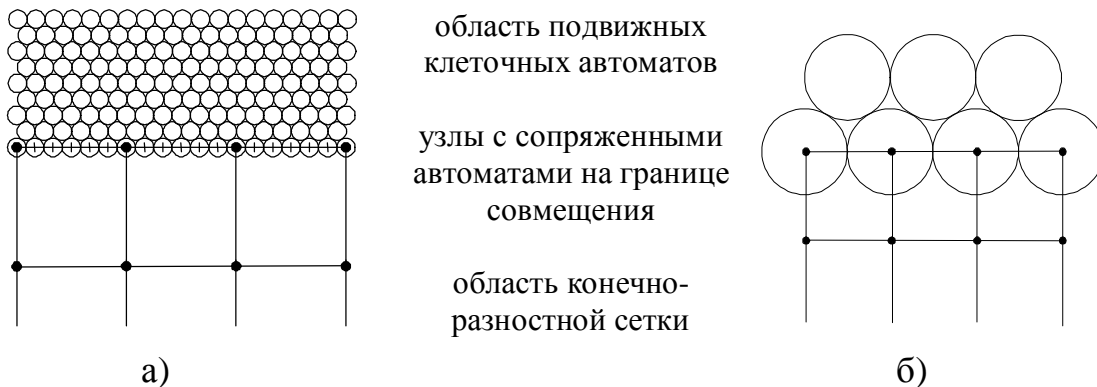 область подвижных
клеточных автоматов
узлы с сопряженными
автоматами на границе
совмещения
область конечно-
разностной сетки
а)
б)